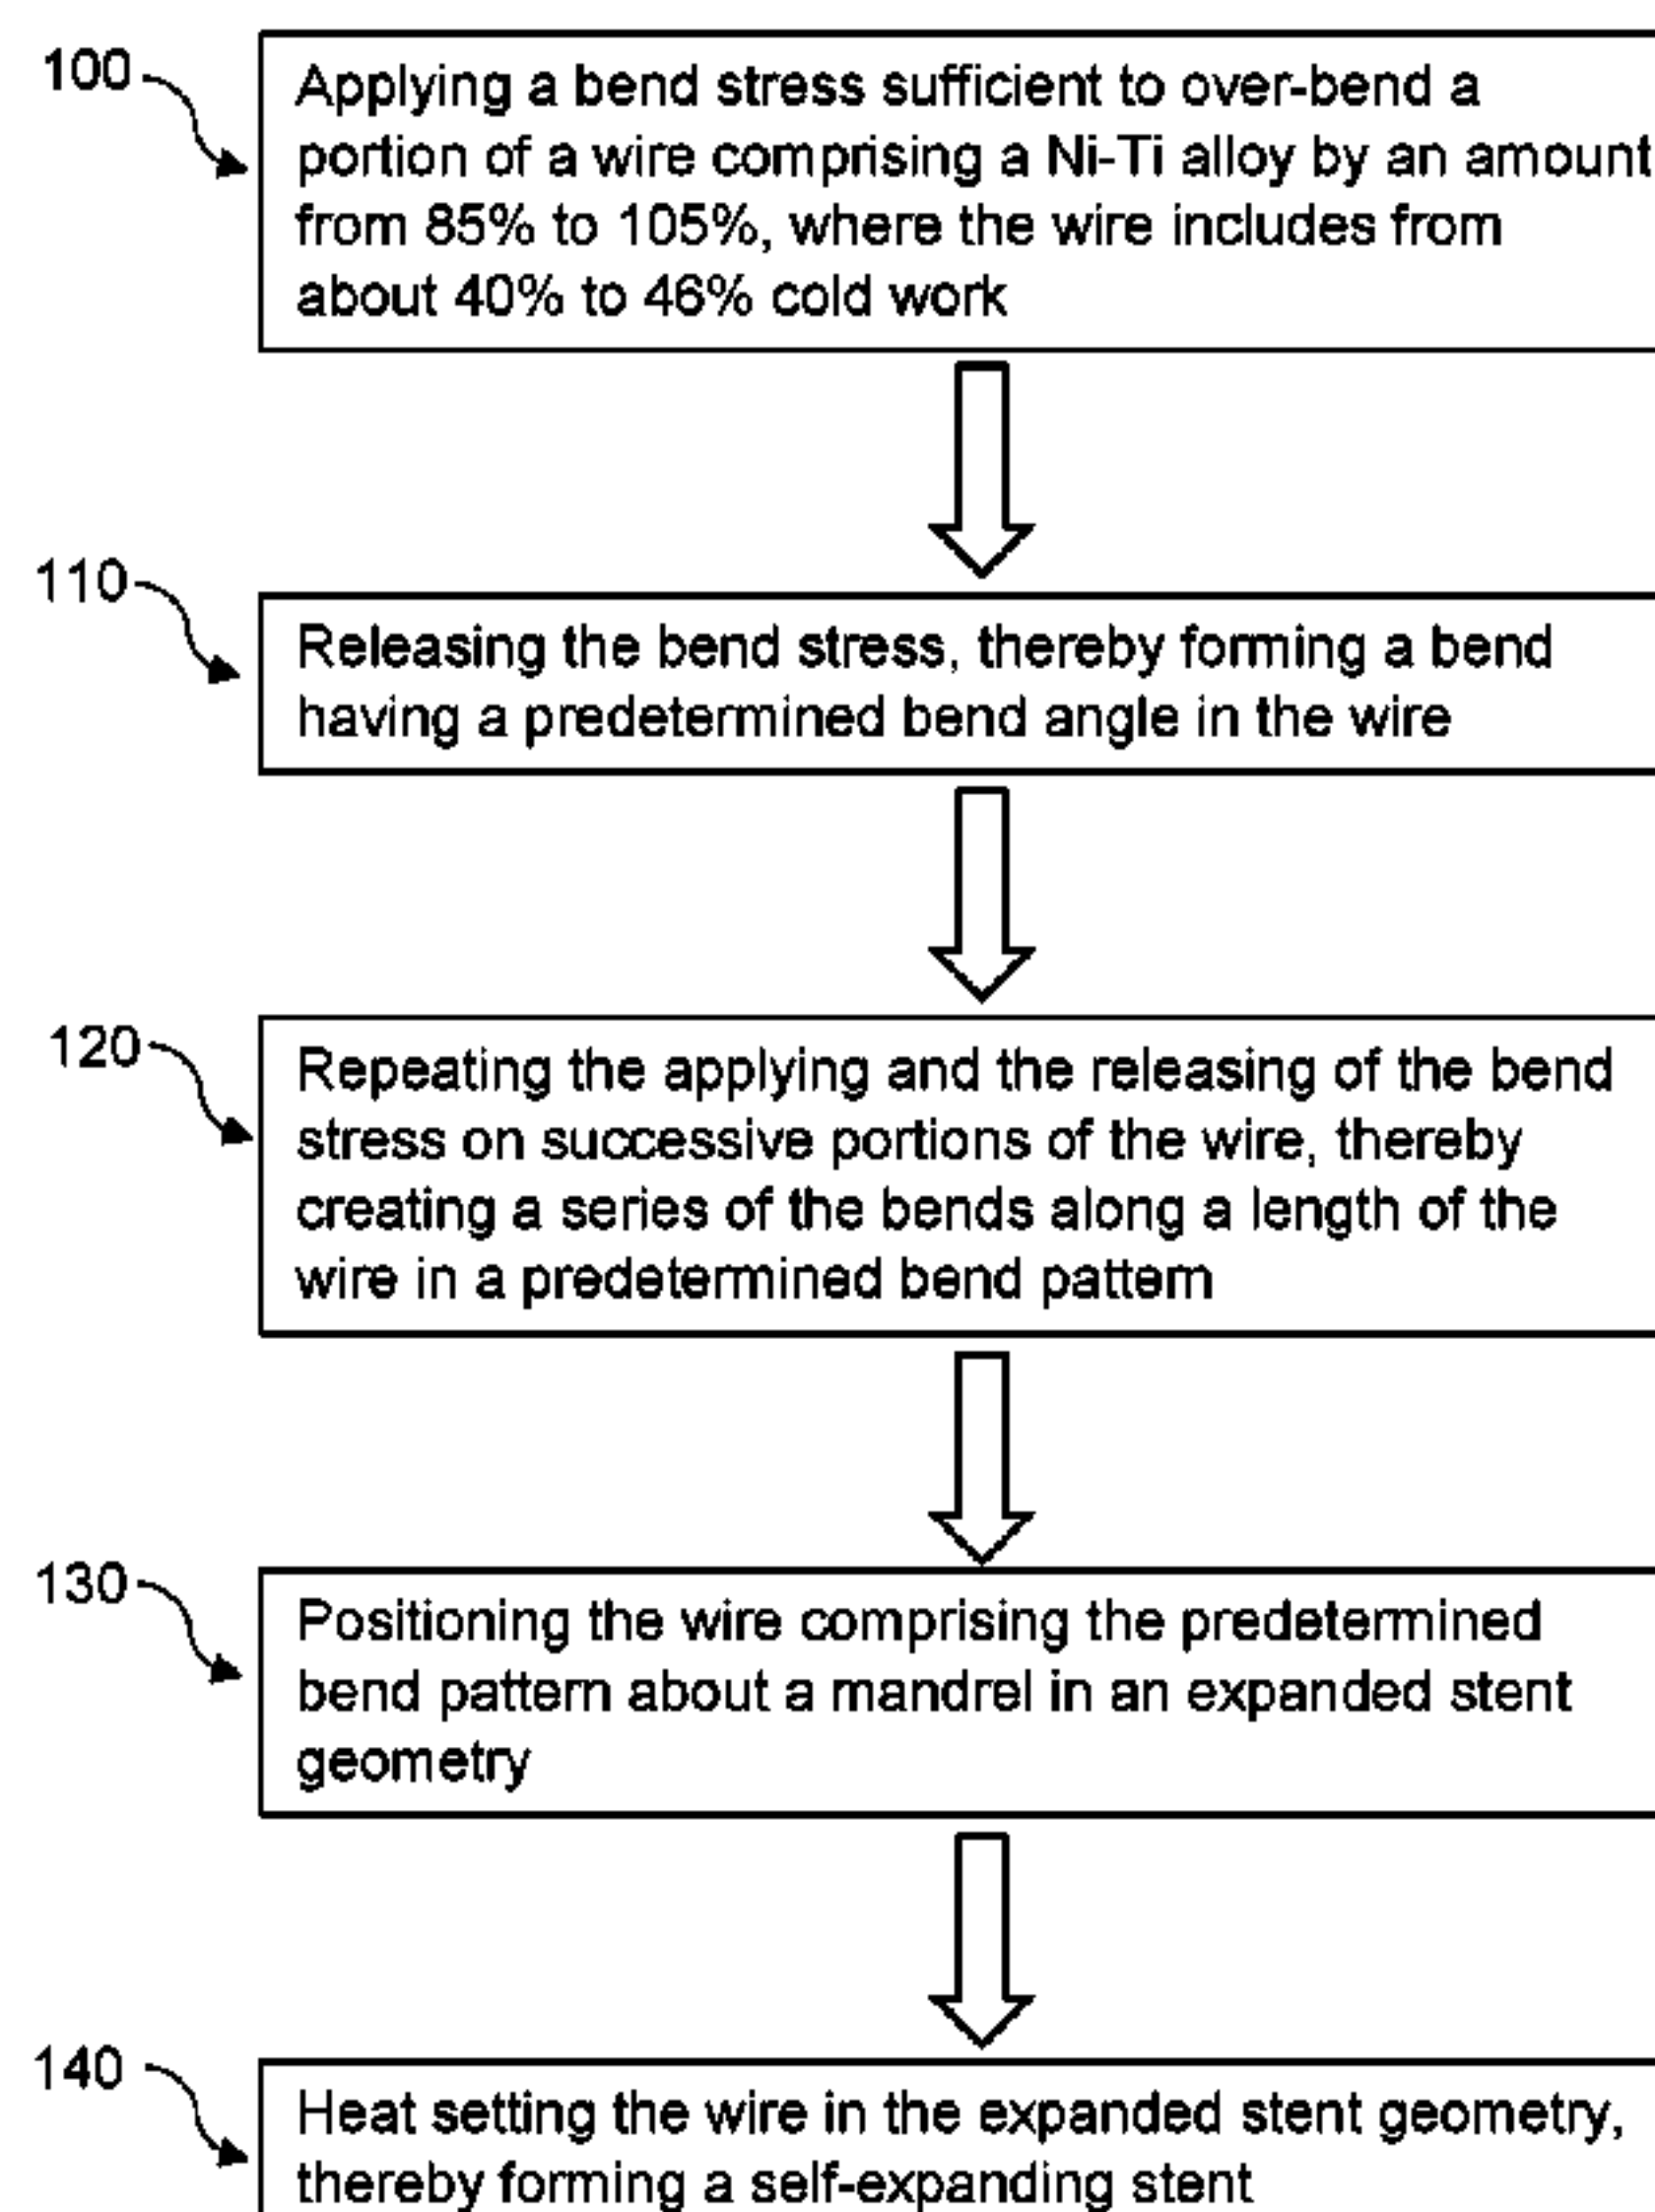 100
Applying a bend stress sufficient to over-bend a
portion of a wire comprising a Ni-Ti alloy by an amount
from 85% to 105%, where the wire includes from
about 40% to 46% cold work
110
Releasing the bend stress, thereby forming a bend
having a predetermined bend angle in the wire
120
Repeating the applying and the releasing of the bend
stress on successive portions of the wire, thereby
creating a series of the bends along a length of the
wire in a predetermined bend pattern
130
Positioning the wire comprising the predetermined
bend pattern about a mandrel in an expanded stent
geometry
140
Heat setting the wire in the expanded stent geometry,
thereby forming a self-expanding stent